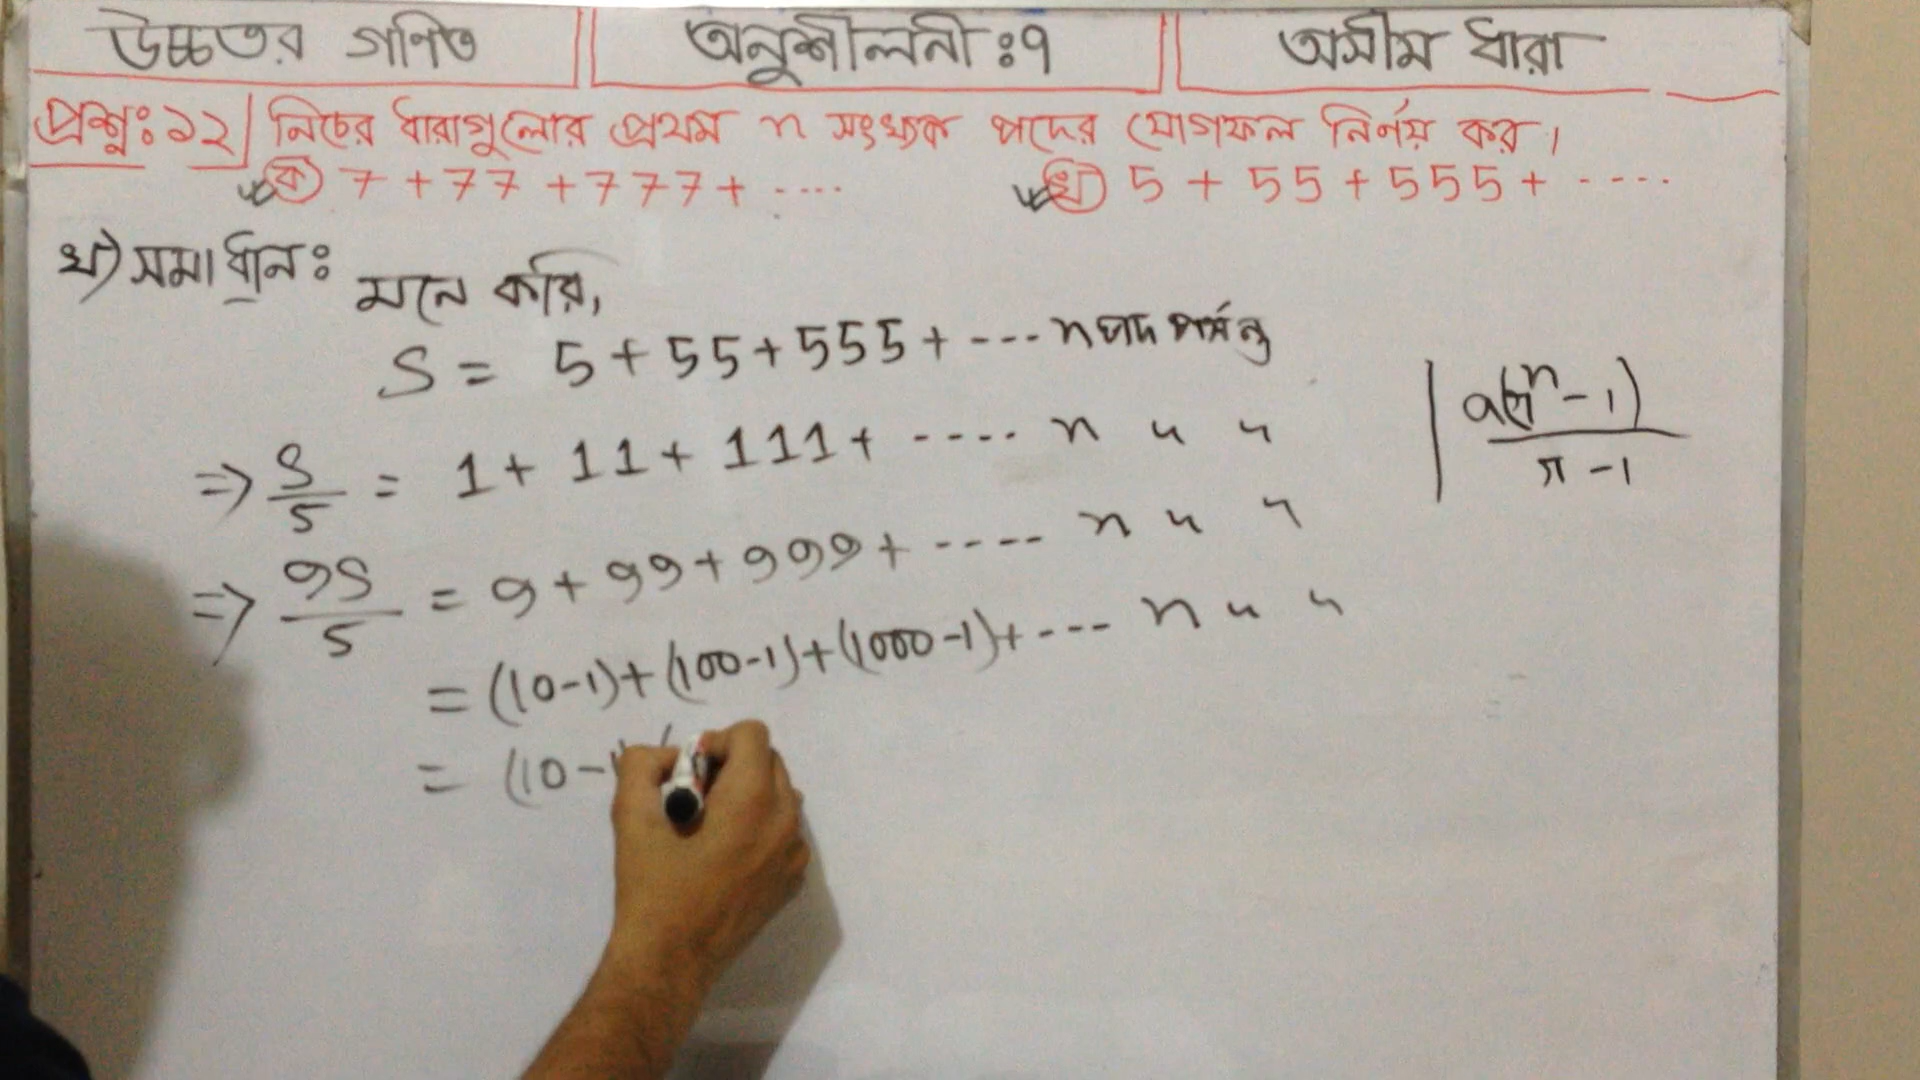 উচ্চতর গনিত || অনুশীলনী:৭ || অসীম ধারা
প্রশ্ন:১২| নিচের ধারাগুলোর প্রথম n সংখ্যক পদের যোগফল নির্ণয় কর।
ক) 7 + 77 + 777 + ..... খ) 5 + 55 + 555 + .....
খ) সমাধান: মনে করি,
S = 5 + 55 + 555 + --- n পদ পর্যন্ত
=> S/5 = 1 + 11 + 111 + ---- n " "
=> 9S/5 = 9 + 99 + 999 + ---- n " "
= (10-1) + (100-1) + (1000-1) + --- n " "
= (10-1)
| a(r^n - 1) / r - 1